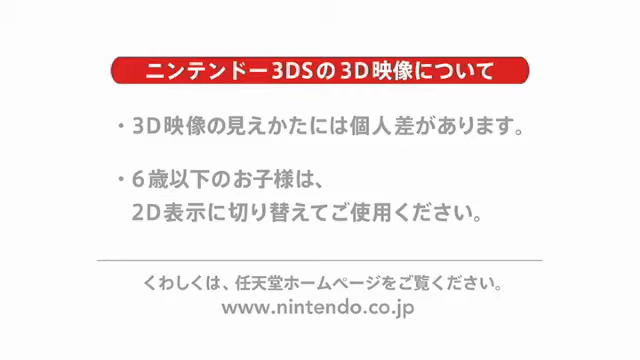 ニンテンドー3DSの3D映像について
・3D映像の見えかたには個人差があります。
・6歳以下のお子様は、
2D表示に切り替えてご使用ください。
くわしくは、任天堂ホームページをご覧ください。
www.nintendo.co.jp